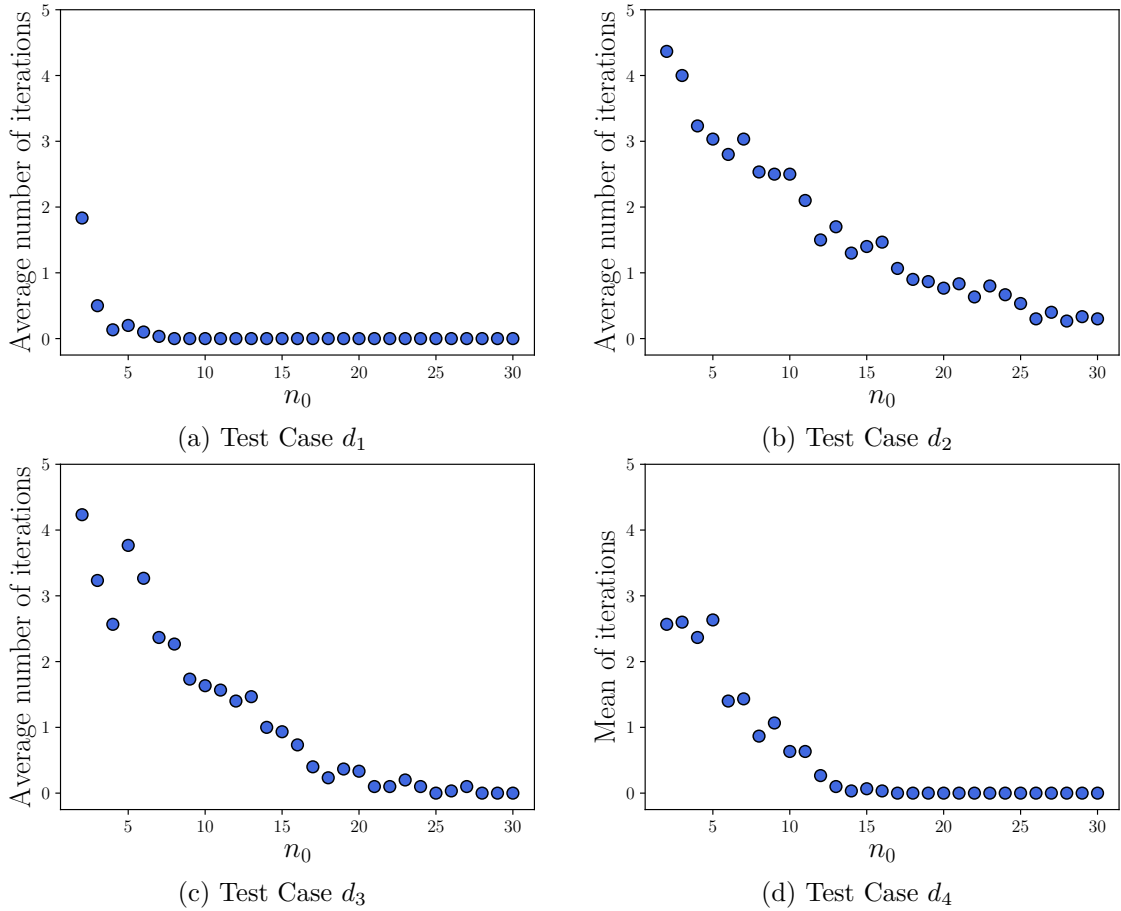 5
4
3
2
1
0
Average number of iterations
5 10 15 20 25 30
n₀
(a) Test Case d₁
5
4
3
2
1
0
Average number of iterations
5 10 15 20 25 30
n₀
(b) Test Case d₂
5
4
3
2
1
0
Average number of iterations
5 10 15 20 25 30
n₀
(c) Test Case d₃
5
4
3
2
1
0
Mean of iterations
5 10 15 20 25 30
n₀
(d) Test Case d₄